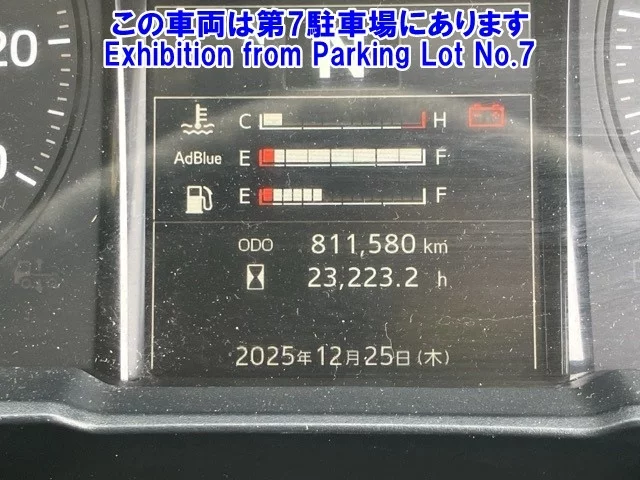 この車両は第7駐車場にあります
Exhibition from Parking Lot No.7
20
C H
AdBlue E F
E F
ODO 811,580 km
23,223.2 h
2025年12月25日(木)